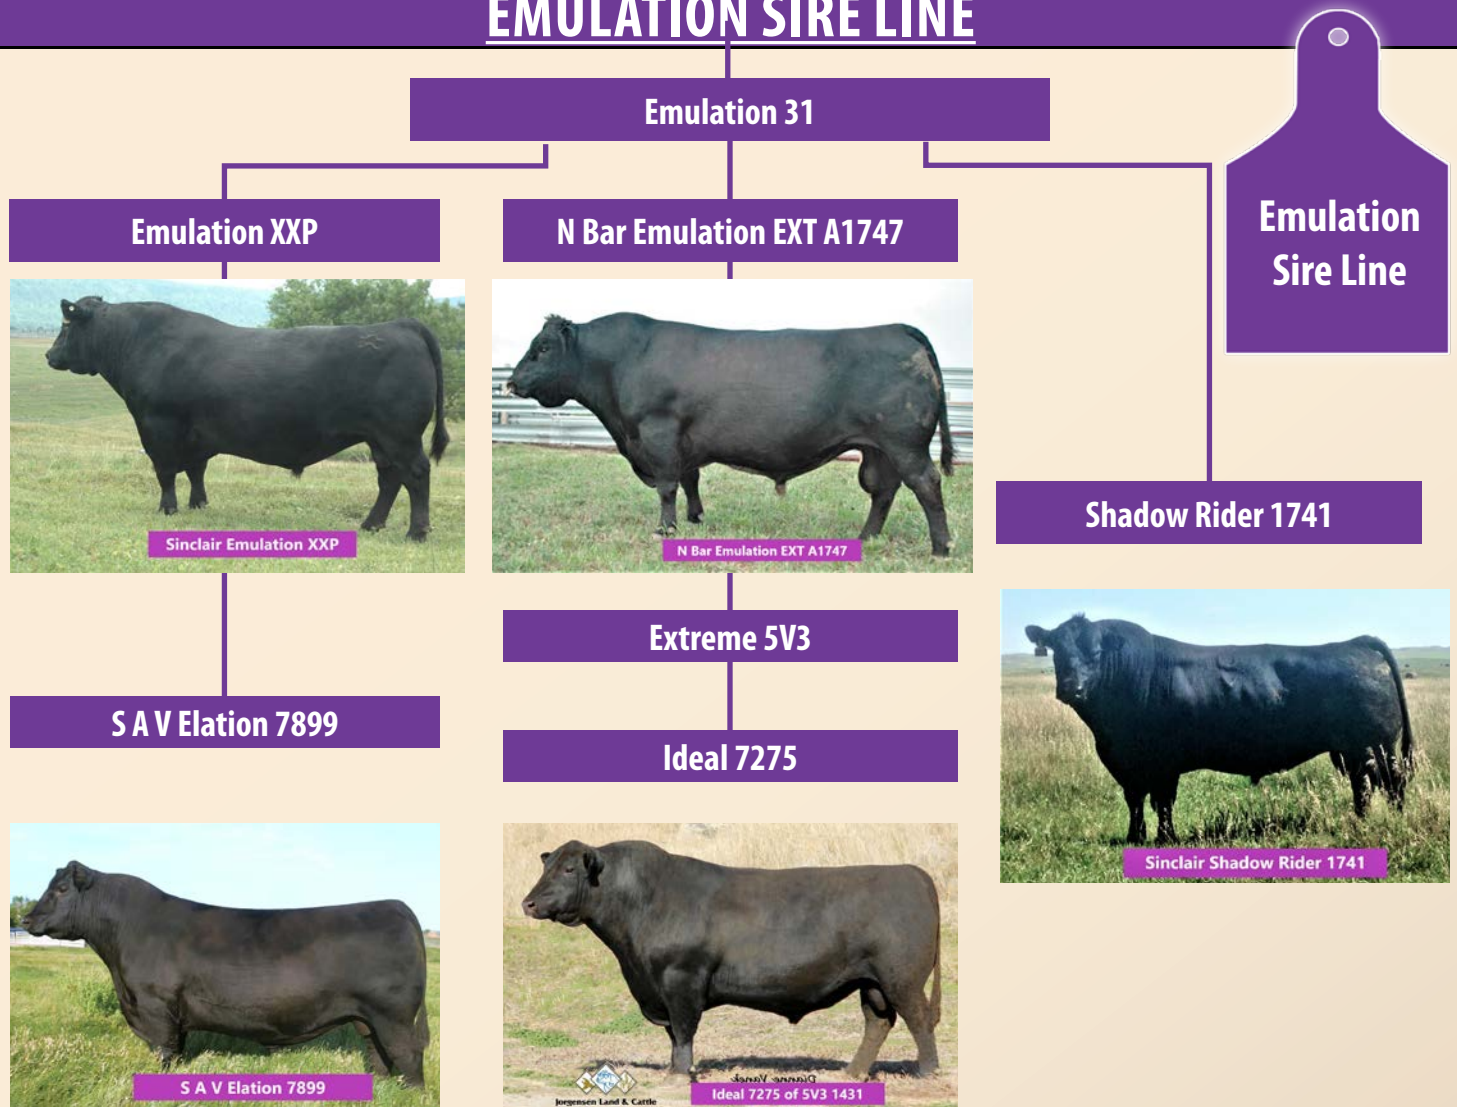 EMULATION SIRE LINE
Emulation 31
Emulation
Sire Line
Emulation XXP
N Bar Emulation EXT A1747
Sinclair Emulation XXP
N Bar Emulation EXT A1747
Shadow Rider 1741
Extreme 5V3
S A V Elation 7899
Ideal 7275
Sinclair Shadow Rider 1741
S A V Elation 7899
Dianne Vanek
Ideal 7275 of 5V3 1431
Jorgensen Land & Cattle